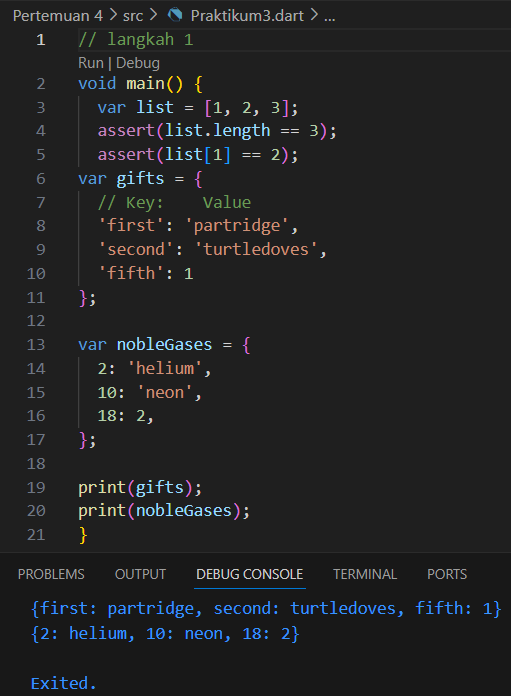 Pertemuan 4 > src > Praktikum3.dart > ...
1 // langkah 1
Run | Debug
2 void main() {
3   var list = [1, 2, 3];
4   assert(list.length == 3);
5   assert(list[1] == 2);
6 var gifts = {
7   // Key:    Value
8   'first': 'partridge',
9   'second': 'turtledoves',
10   'fifth': 1
11 };
12
13 var nobleGases = {
14   2: 'helium',
15   10: 'neon',
16   18: 2,
17 };
18
19 print(gifts);
20 print(nobleGases);
21 }
PROBLEMS OUTPUT DEBUG CONSOLE TERMINAL PORTS
{first: partridge, second: turtledoves, fifth: 1}
{2: helium, 10: neon, 18: 2}
Exited.